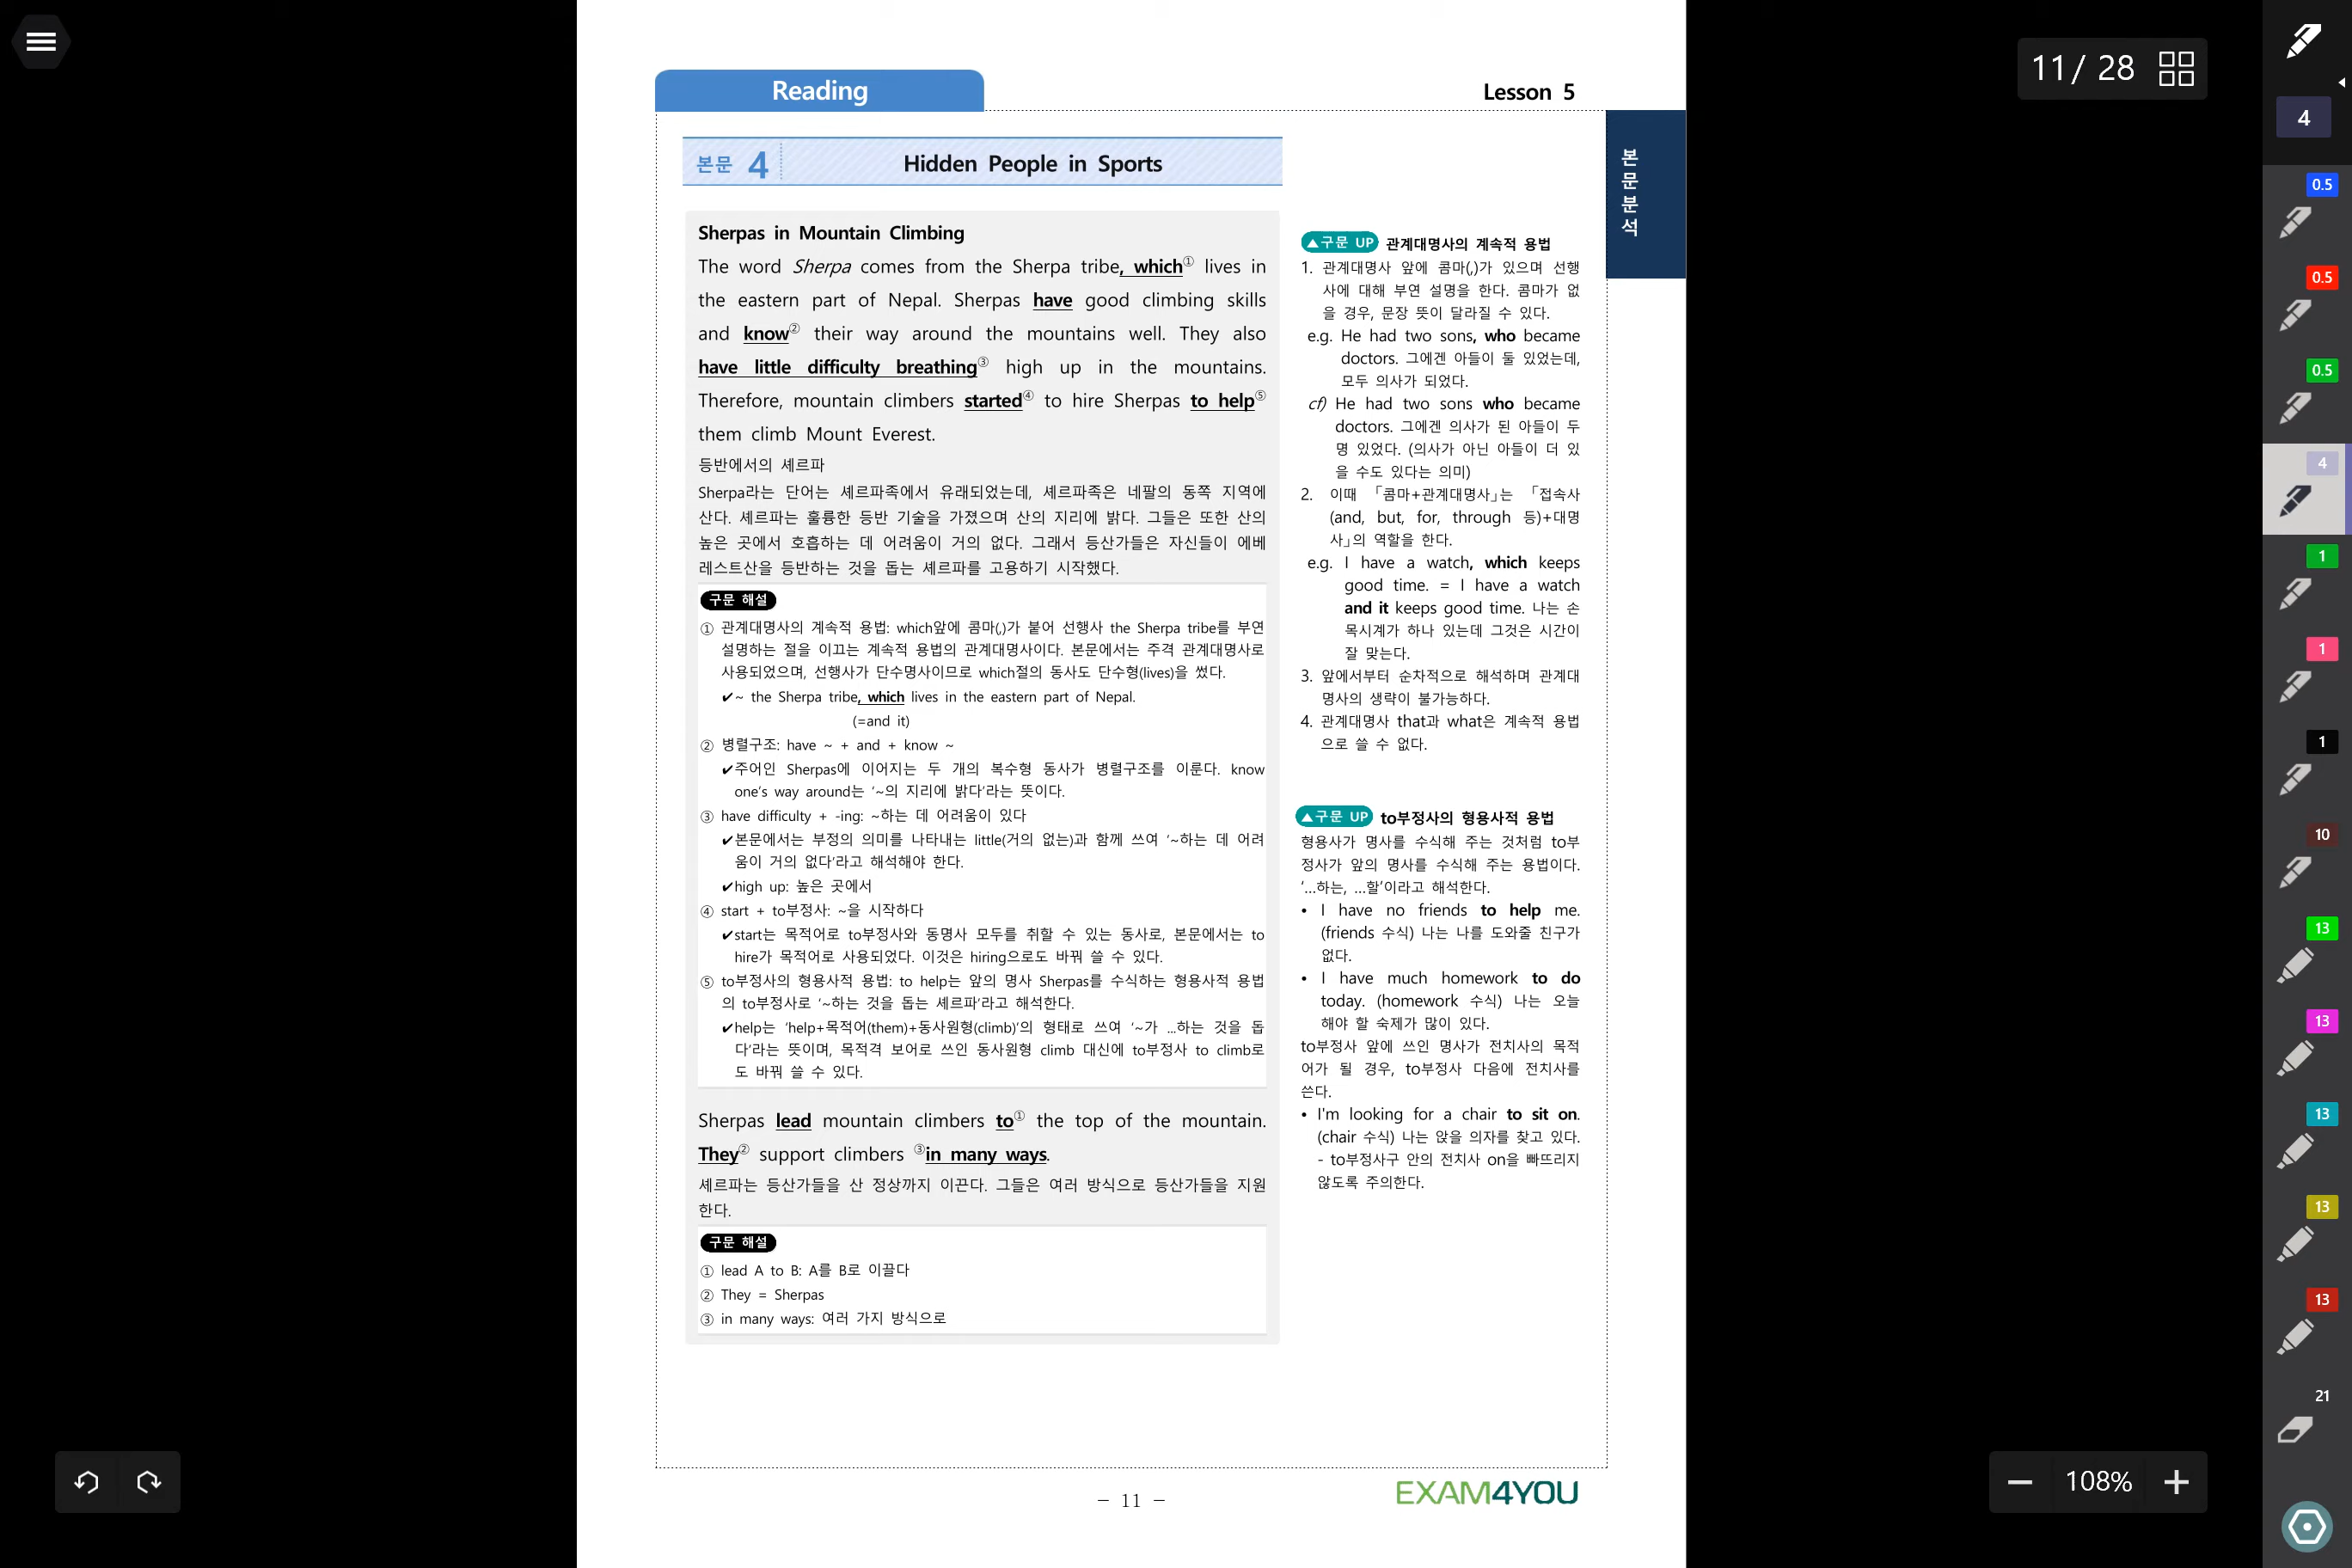 11/ 28
4
Reading
Lesson 5
본문 4
Hidden People in Sports
본문분석
Sherpas in Mountain Climbing
The word Sherpa comes from the Sherpa tribe, which① lives in
the eastern part of Nepal. Sherpas have good climbing skills
and know② their way around the mountains well. They also
have little difficulty breathing③ high up in the mountains.
Therefore, mountain climbers started④ to hire Sherpas to help⑤
them climb Mount Everest.
등반에서의 셰르파
Sherpa라는 단어는 셰르파족에서 유래되었는데, 셰르파족은 네팔의 동쪽 지역에
산다. 셰르파는 훌륭한 등반 기술을 가졌으며 산의 지리에 밝다. 그들은 또한 산의
높은 곳에서 호흡하는 데 어려움이 거의 없다. 그래서 등산가들은 자신들이 에베
레스트산을 등반하는 것을 돕는 셰르파를 고용하기 시작했다.
구문 해설
① 관계대명사의 계속적 용법: which앞에 콤마(,)가 붙어 선행사 the Sherpa tribe를 부연
설명하는 절을 이끄는 계속적 용법의 관계대명사이다. 본문에서는 주격 관계대명사로
사용되었으며, 선행사가 단수명사이므로 which절의 동사도 단수형(lives)을 썼다.
✔~ the Sherpa tribe, which lives in the eastern part of Nepal.
(=and it)
② 병렬구조: have ~ + and + know ~
✔주어인 Sherpas에 이어지는 두 개의 복수형 동사가 병렬구조를 이룬다. know
one's way around는 '~의 지리에 밝다'라는 뜻이다.
③ have difficulty + -ing: ~하는 데 어려움이 있다
✔본문에서는 부정의 의미를 나타내는 little(거의 없는)과 함께 쓰여 '~하는 데 어려
움이 거의 없다'라고 해석해야 한다.
✔high up: 높은 곳에서
④ start + to부정사: ~을 시작하다
✔start는 목적어로 to부정사와 동명사 모두를 취할 수 있는 동사로, 본문에서는 to
hire가 목적어로 사용되었다. 이것은 hiring으로도 바꿔 쓸 수 있다.
⑤ to부정사의 형용사적 용법: to help는 앞의 명사 Sherpas를 수식하는 형용사적 용법
의 to부정사로 '~하는 것을 돕는 셰르파'라고 해석한다.
✔help는 'help+목적어(them)+동사원형(climb)'의 형태로 쓰여 '~가 …하는 것을 돕
다'라는 뜻이며, 목적격 보어로 쓰인 동사원형 climb 대신에 to부정사 to climb로
도 바꿔 쓸 수 있다.
Sherpas lead mountain climbers to① the top of the mountain.
They② support climbers ③in many ways.
셰르파는 등산가들을 산 정상까지 이끈다. 그들은 여러 방식으로 등산가들을 지원
한다.
구문 해설
① lead A to B: A를 B로 이끌다
② They = Sherpas
③ in many ways: 여러 가지 방식으로
▲구문 UP 관계대명사의 계속적 용법
1. 관계대명사 앞에 콤마(,)가 있으며 선행
사에 대해 부연 설명을 한다. 콤마가 없
을 경우, 문장 뜻이 달라질 수 있다.
e.g. He had two sons, who became
doctors. 그에겐 아들이 둘 있었는데,
모두 의사가 되었다.
cf) He had two sons who became
doctors. 그에겐 의사가 된 아들이 두
명 있었다. (의사가 아닌 아들이 더 있
을 수도 있다는 의미)
2. 이때 「콤마+관계대명사」는 「접속사
(and, but, for, through 등)+대명
사」의 역할을 한다.
e.g. I have a watch, which keeps
good time. = I have a watch
and it keeps good time. 나는 손
목시계가 하나 있는데 그것은 시간이
잘 맞는다.
3. 앞에서부터 순차적으로 해석하며 관계대
명사의 생략이 불가능하다.
4. 관계대명사 that과 what은 계속적 용법
으로 쓸 수 없다.
▲구문 UP to부정사의 형용사적 용법
형용사가 명사를 수식해 주는 것처럼 to부
정사가 앞의 명사를 수식해 주는 용법이다.
'…하는, …할'이라고 해석한다.
• I have no friends to help me.
(friends 수식) 나는 나를 도와줄 친구가
없다.
• I have much homework to do
today. (homework 수식) 나는 오늘
해야 할 숙제가 많이 있다.
to부정사 앞에 쓰인 명사가 전치사의 목적
어가 될 경우, to부정사 다음에 전치사를
쓴다.
• I'm looking for a chair to sit on.
(chair 수식) 나는 앉을 의자를 찾고 있다.
- to부정사구 안의 전치사 on을 빠뜨리지
않도록 주의한다.
– 11 –
EXAM4YOU
108%
0.5
0.5
0.5
4
1
1
1
10
13
13
13
13
13
21